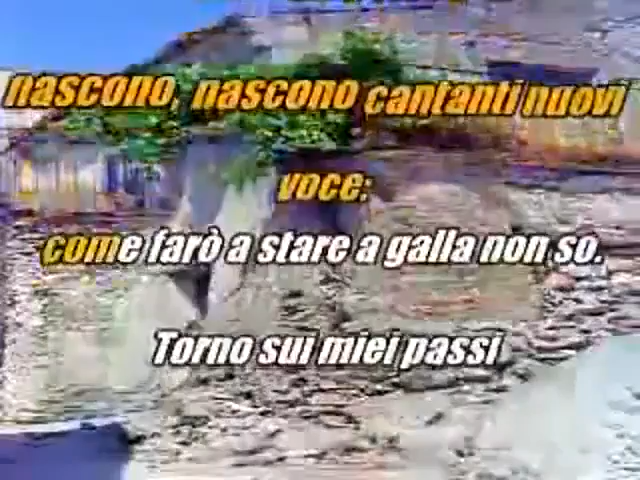 nascono, nascono cantanti nuovi
voce:
come farò a stare a galla non so.
Torno sui miei passi